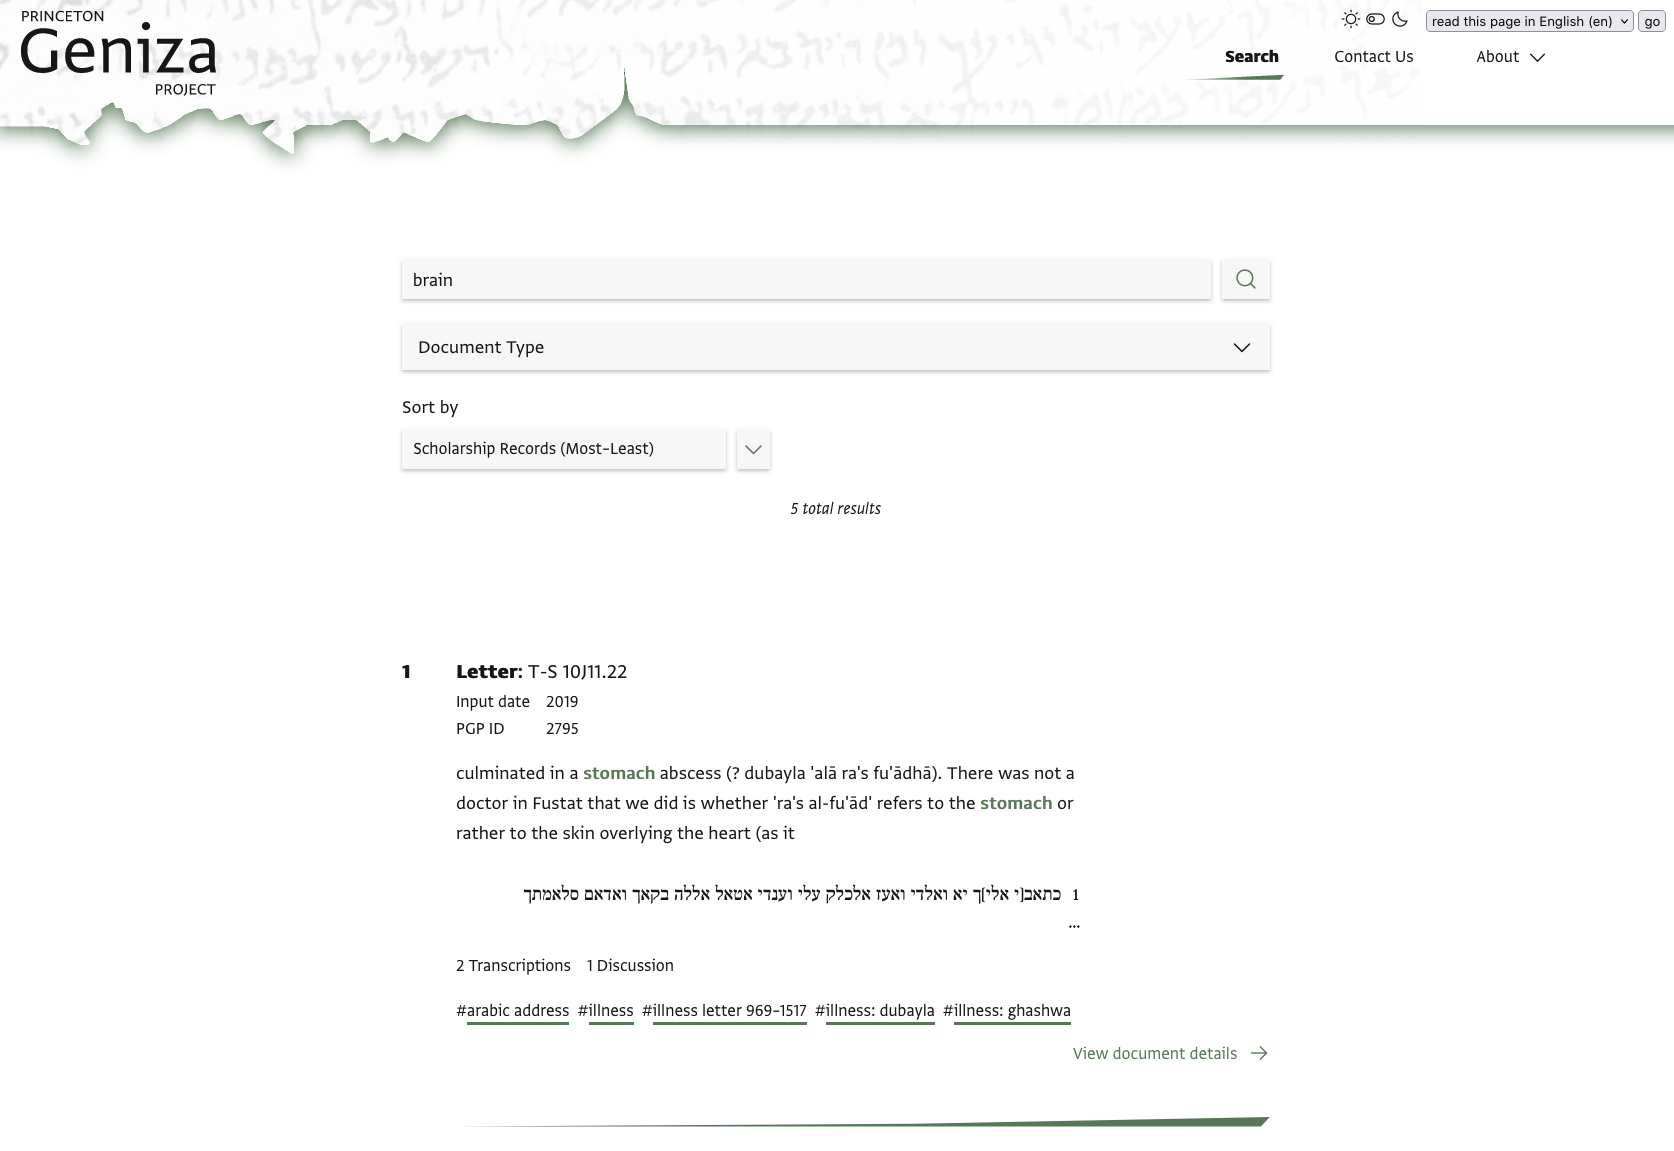 PRINCETON
Geniza
PROJECT
read this page in English (en)
go
Search
Contact Us
About
brain
Document Type
Sort by
Scholarship Records (Most–Least)
5 total results
1
Letter: T-S 10J11.22
Input date 2019
PGP ID 2795
culminated in a stomach abscess (? dubayla 'alā ra's fu'ādhā). There was not a
doctor in Fustat that we did is whether 'ra's al-fu'ād' refers to the stomach or
rather to the skin overlying the heart (as it
1 כתאב[י אלי]ך יא ואלדי ואעז אלכלק עלי וענדי אטאל אללה בקאך ואדאם סלאמתך
...
2 Transcriptions 1 Discussion
#arabic address #illness #illness letter 969–1517 #illness: dubayla #illness: ghashwa
View document details